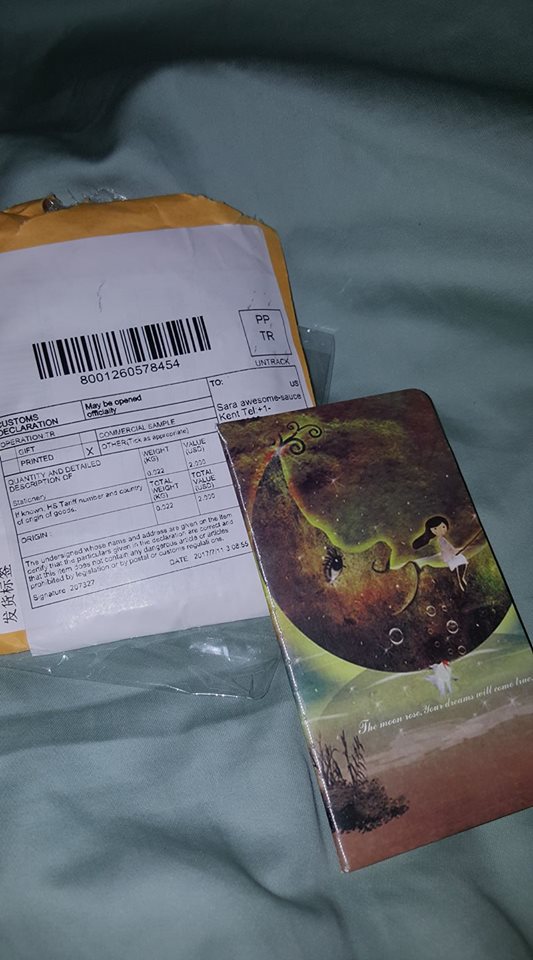 8001260578454
PP
TR
UNTRACK
CUSTOMS
DECLARATION
May be opened
officially
TO:
US
Sara awesome-sauce
Kent Tel:+1-
OPERATION.TR
COMMERCIAL SAMPLE
GIFT
PRINTED
X
OTHER(Tick as appropriate)
QUANTITY AND DETAILED
DESCRIPTION OF
WEIGHT
(KG)
VALUE
(USD)
Stationery
0.022
2.000
If known, HS Tariff number and country
of origin of goods.
TOTAL
WEIGHT
(KG)
TOTAL
VALUE
(USD)
0.022
2.000
ORIGIN :
The undersigned whose name and address are given on the item
certify that the particulars given in the declaration are correct and
that this item does not contain any dangerous article or articles
prohibited by legislation or by postal or customs regulations.
Signature 207327
DATE 2017/7/11 3:08:55
发货标签
The moon rose,Your dreams will come true.